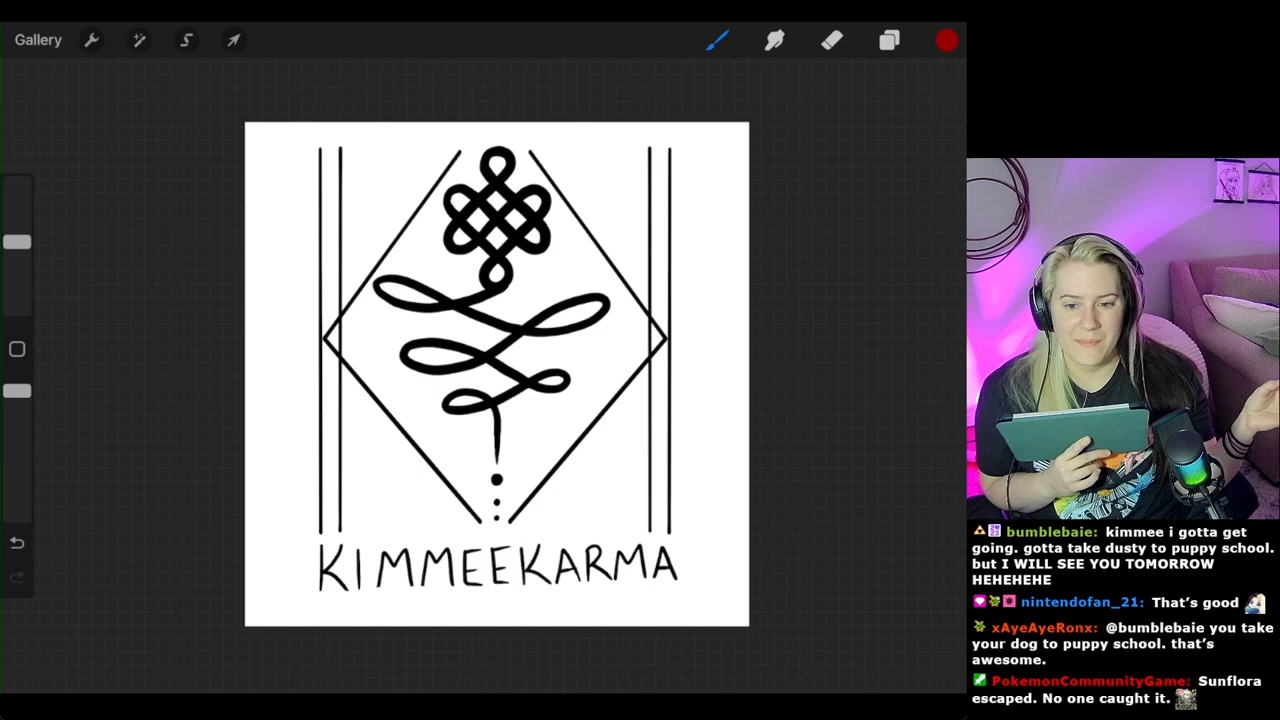 Gallery
KIMMEEKARMA
bumblebaie: kimmee i gotta get
going. gotta take dusty to puppy school.
but I WILL SEE YOU TOMORROW
HEHEHEHE
nintendofan_21: That's good
xAyeAyeRonx: @bumblebaie you take
your dog to puppy school. that's
awesome.
PokemonCommunityGame: Sunflora
escaped. No one caught it.